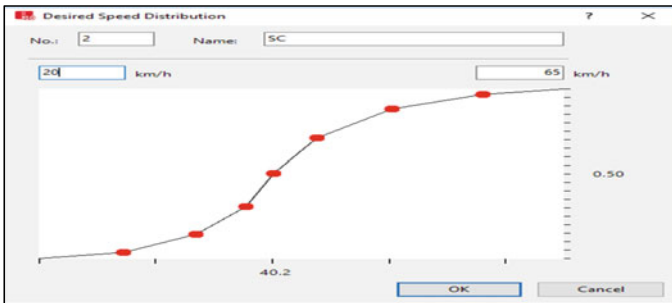 Desired Speed Distribution ? ×
No.: 2 Name: SC
20 km/h 65 km/h
0.50
40.2
OK Cancel